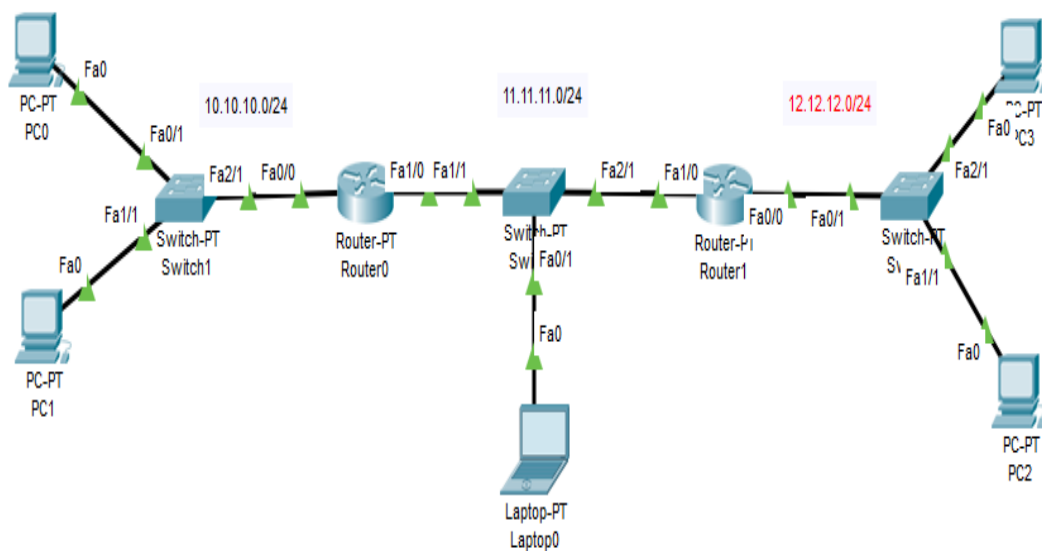 PC-PT
PC0
Fa0
Fa0/1
10.10.10.0/24
11.11.11.0/24
12.12.12.0/24
PC3
Fa0
Fa2/1
Fa2/1
Fa0/0
Fa1/0
Fa1/1
Fa2/1
Fa1/0
Fa0/0
Fa0/1
Fa1/1
Switch-PT
Switch1
Router-PT
Router0
Router1
Fa0/1
Fa1/1
Fa0
PC-PT
PC1
Fa0
Laptop-PT
Laptop0
Fa0
PC-PT
PC2